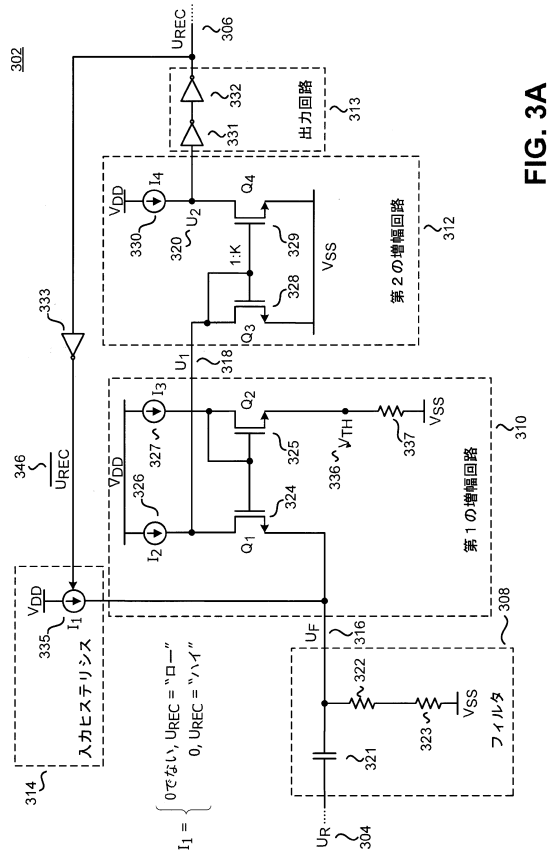 302
UREC
306
332
331
出力回路
313
VDD
I4
330
U2
320
Q4
329
1:K
328
Q3
VSS
第2の増幅回路
312
333
U1
318
346
UREC
VDD
I3
327
326
I2
Q2
325
324
Q1
VTH
336
337
VSS
第1の増幅回路
310
VDD
I1
335
入力ヒステリシス
314
UF
316
308
322
323
VSS
321
フィルタ
UR
304
I1 =
0でない, UREC = “ロー”
0, UREC = “ハイ”
FIG. 3A